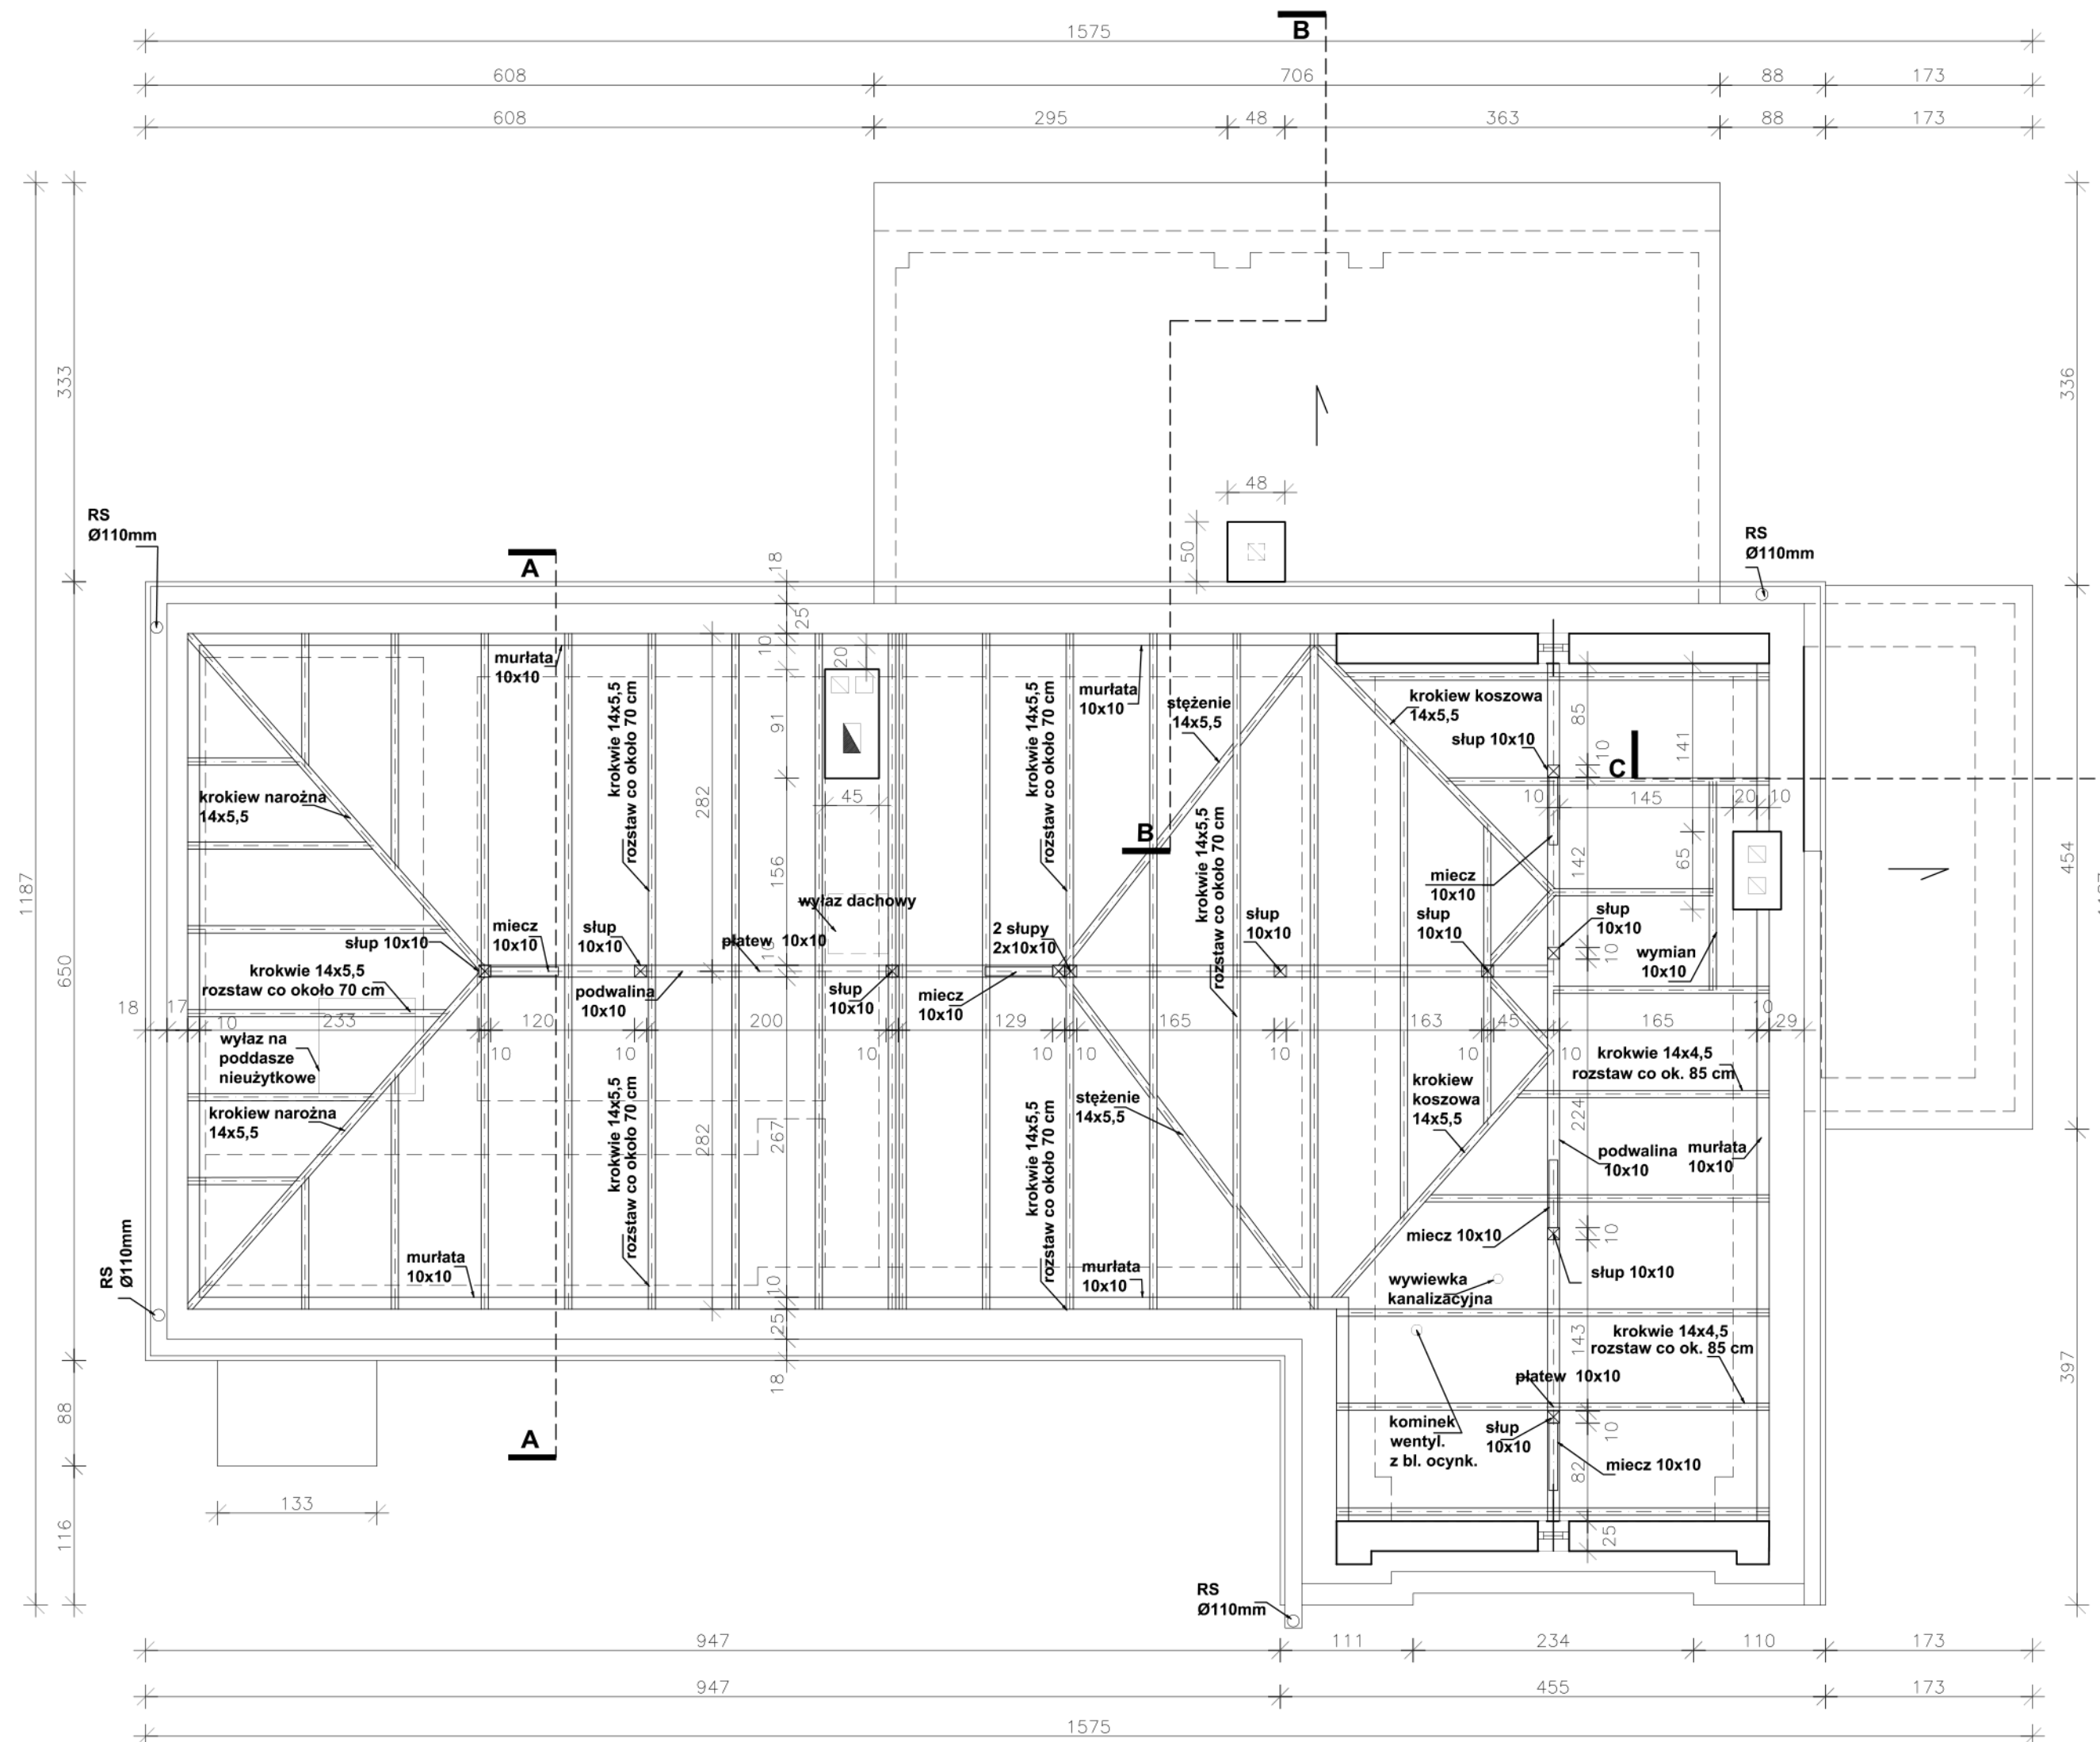 B
1575
608
706
88
173
608
295
48
363
88
173
333
336
48
50
RS
Ø110mm
RS
Ø110mm
A
18
25
10
20
murłata
10x10
krokwie 14x5,5
rozstaw co około 70 cm
krokwie 14x5,5
rozstaw co około 70 cm
murłata
10x10
stężenie
14x5,5
krokiew koszowa
14x5,5
słup 10x10
85
10
141
C
91
282
45
krokiew narożna
14x5,5
krokwie 14x5,5
rozstaw co około 70 cm
B
10
145
20
10
142
65
miecz
10x10
156
wyłaz dachowy
1187
454
słup 10x10
miecz
10x10
słup
10x10
płatew 10x10
10
2 słupy
2x10x10
słup
10x10
słup
10x10
słup
10x10
10
wymian
10x10
650
krokwie 14x5,5
rozstaw co około 70 cm
podwalina
10x10
słup
10x10
miecz
10x10
18
17
10
233
120
200
129
165
163
45
165
10
29
10
10
10
10
10
10
10
10
wyłaz na
poddasze
nieużytkowe
krokwie 14x4,5
rozstaw co ok. 85 cm
krokiew narożna
14x5,5
krokwie 14x5,5
rozstaw co około 70 cm
282
267
krokwie 14x5,5
rozstaw co około 70 cm
stężenie
14x5,5
krokiew
koszowa
14x5,5
224
podwalina
10x10
murłata
10x10
RS
Ø110mm
murłata
10x10
10
25
18
murłata
10x10
miecz 10x10
10
słup 10x10
wywiewka
kanalizacyjna
143
krokwie 14x4,5
rozstaw co ok. 85 cm
płatew 10x10
397
88
A
kominek
wentyl.
z bl. ocynk.
słup
10x10
10
miecz 10x10
82
133
116
25
RS
Ø110mm
947
111
234
110
173
947
455
173
1575